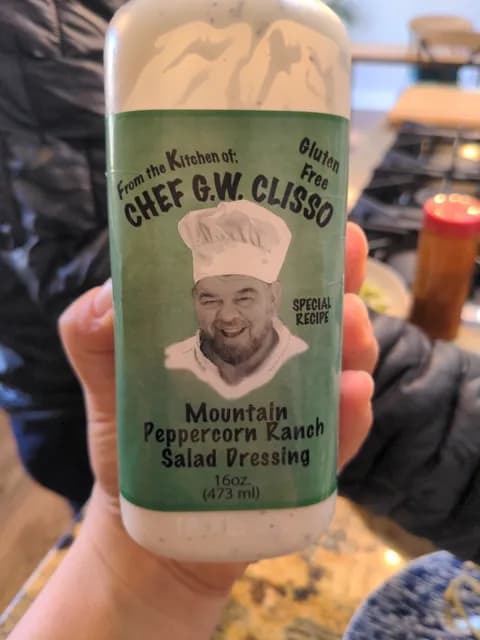 From the Kitchen of:
CHEF G.W. CLISSO
Gluten
Free
SPECIAL
RECIPE
Mountain
Peppercorn Ranch
Salad Dressing
16oz.
(473 ml)